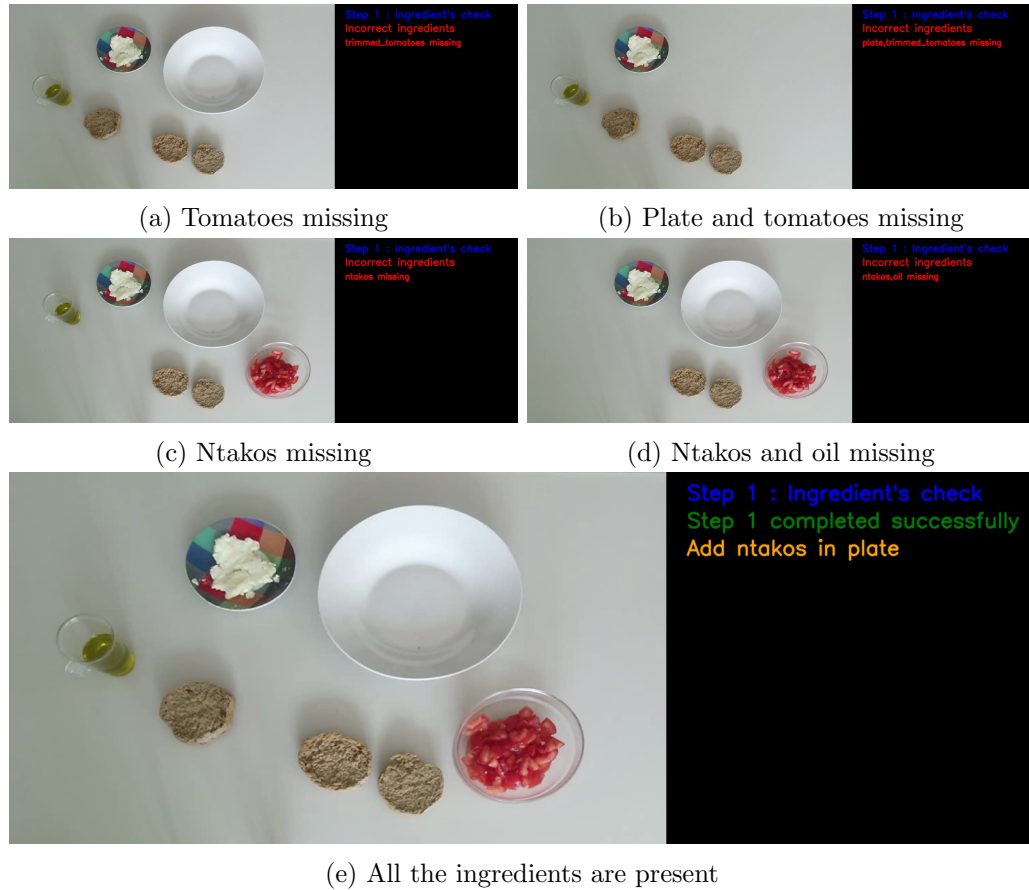 Step 1 : Ingredient's check
Incorrect ingredients
trimmed_tomatoes missing
Step 1 : Ingredient's check
Incorrect ingredients
plate,trimmed_tomatoes missing
(a) Tomatoes missing
(b) Plate and tomatoes missing
Step 1 : Ingredient's check
Incorrect ingredients
ntakos missing
Step 1 : Ingredient's check
Incorrect ingredients
ntakos,oil missing
(c) Ntakos missing
(d) Ntakos and oil missing
Step 1 : Ingredient's check
Step 1 completed successfully
Add ntakos in plate
(e) All the ingredients are present